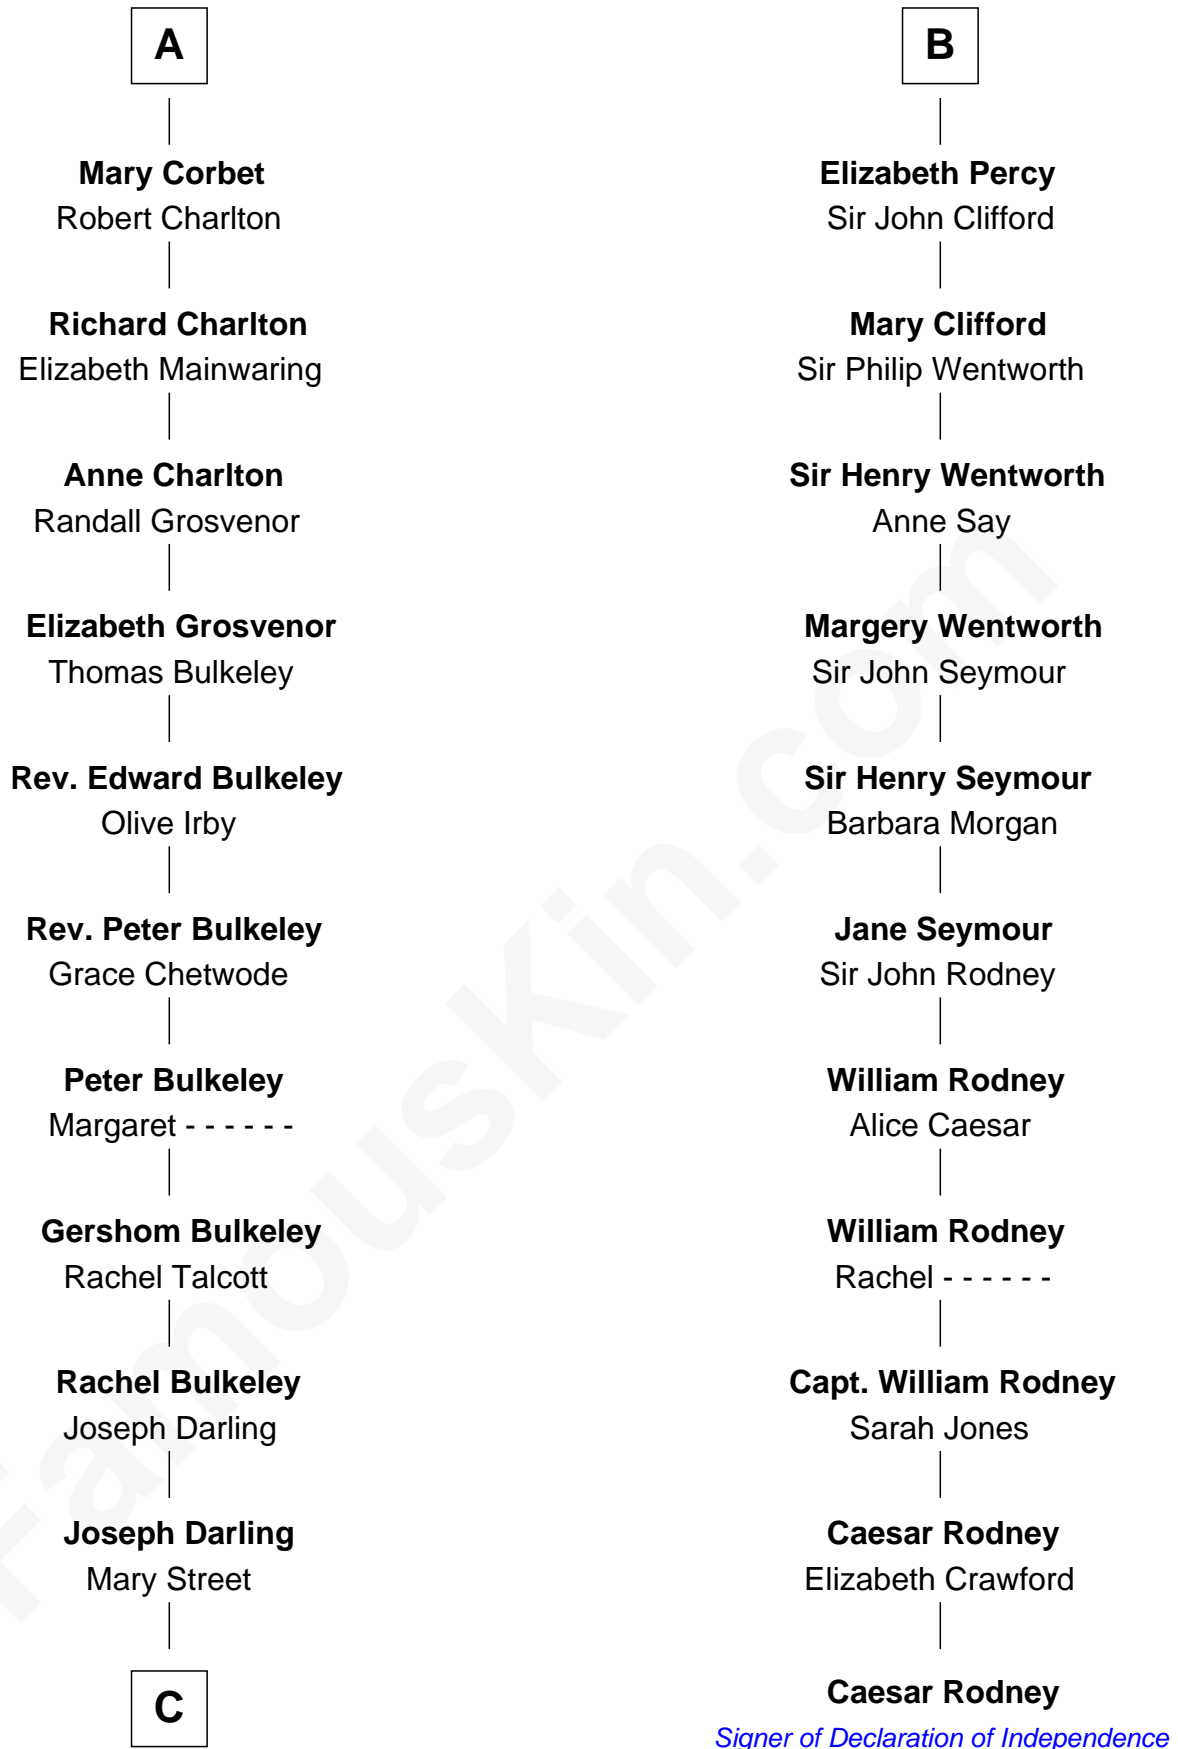 A
Mary Corbet
Robert Charlton
Richard Charlton
Elizabeth Mainwaring
Anne Charlton
Randall Grosvenor
Elizabeth Grosvenor
Thomas Bulkeley
Rev. Edward Bulkeley
Olive Irby
Rev. Peter Bulkeley
Grace Chetwode
Peter Bulkeley
Margaret - - - - - -
Gershom Bulkeley
Rachel Talcott
Rachel Bulkeley
Joseph Darling
Joseph Darling
Mary Street
C
B
Elizabeth Percy
Sir John Clifford
Mary Clifford
Sir Philip Wentworth
Sir Henry Wentworth
Anne Say
Margery Wentworth
Sir John Seymour
Sir Henry Seymour
Barbara Morgan
Jane Seymour
Sir John Rodney
William Rodney
Alice Caesar
William Rodney
Rachel - - - - - -
Capt. William Rodney
Sarah Jones
Caesar Rodney
Elizabeth Crawford
Caesar Rodney
Signer of Declaration of Independence
FamousKin.com